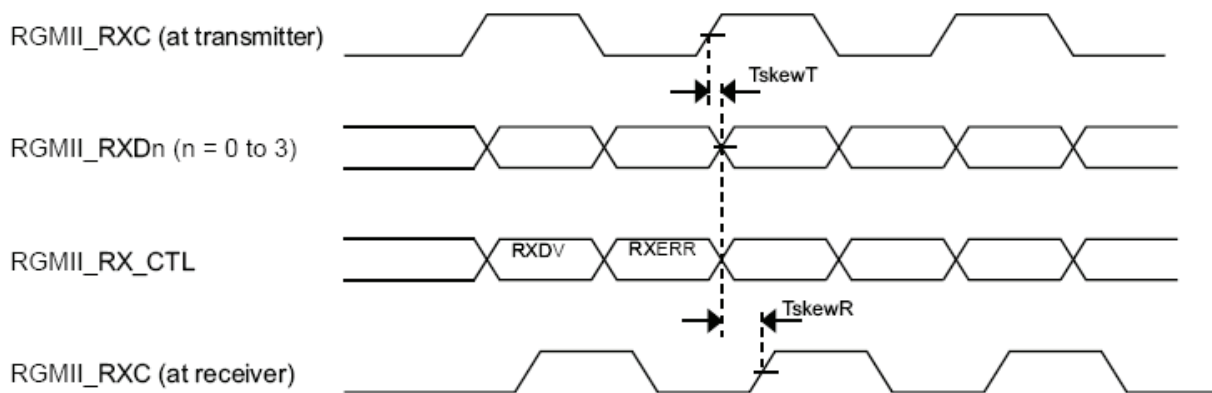 RGMII_RXC (at transmitter)
TskewT
RGMII_RXDn (n = 0 to 3)
RGMII_RX_CTL
RXDV
RXERR
TskewR
RGMII_RXC (at receiver)